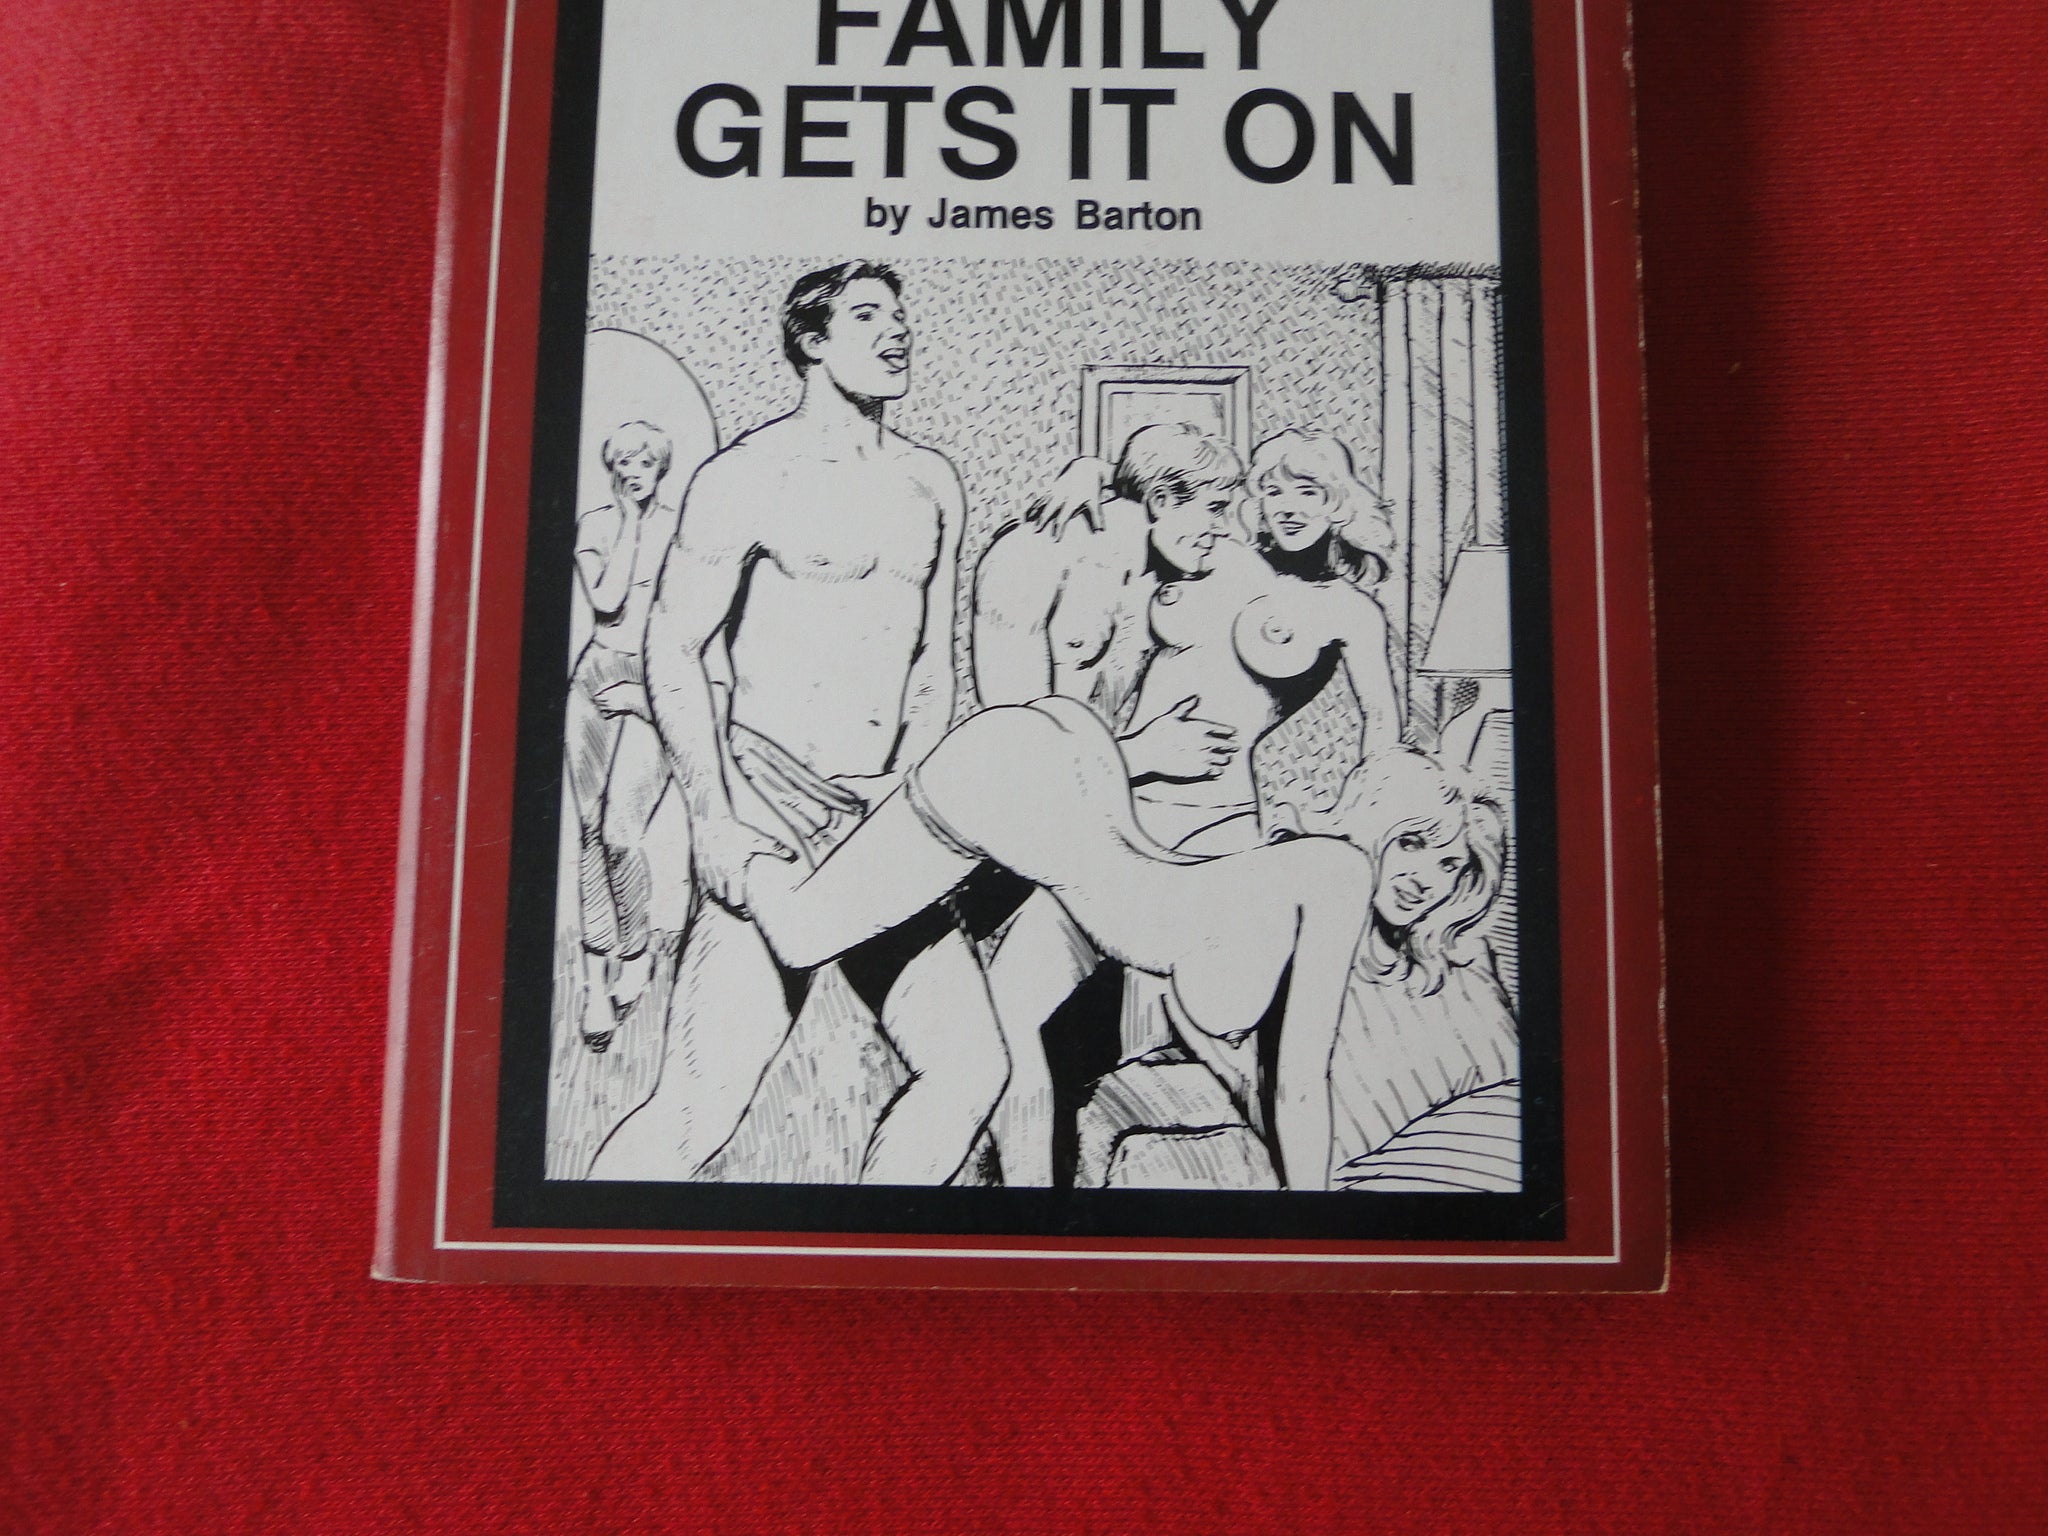 FAMILY
GETS IT ON
by James Barton